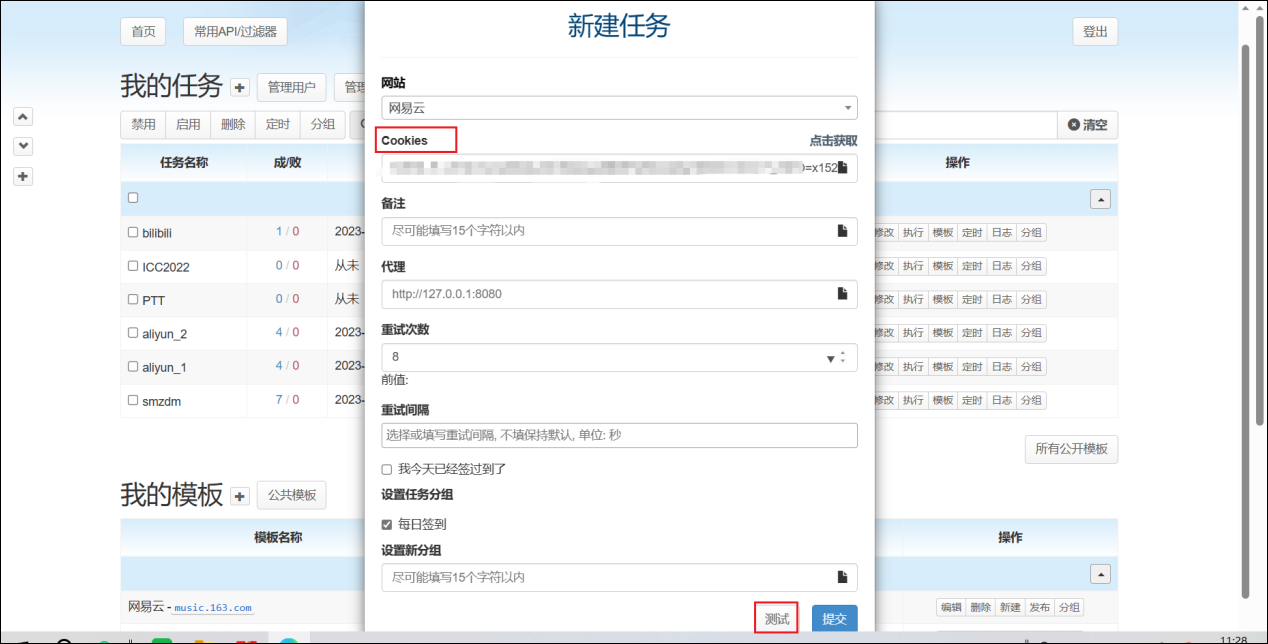 首页 常用API/过滤器 登出
我的任务 管理用户
禁用 启用 删除 定时 分组 清空
任务名称 成/败 操作
bilibili 1 / 0 2023- 修改 执行 模板 定时 日志 分组
ICC2022 0 / 0 从未 修改 执行 模板 定时 日志 分组
PTT 0 / 0 从未 修改 执行 模板 定时 日志 分组
aliyun_2 4 / 0 2023- 修改 执行 模板 定时 日志 分组
aliyun_1 4 / 0 2023- 修改 执行 模板 定时 日志 分组
smzdm 7 / 0 2023- 修改 执行 模板 定时 日志 分组
所有公开模板
我的模板 公共模板
模板名称 操作
网易云 - music.163.com 编辑 删除 新建 发布 分组
新建任务
网站
网易云
Cookies 点击获取
=x152
备注
尽可能填写15个字符以内
代理
http://127.0.0.1:8080
重试次数
8
前值:
重试间隔
选择或填写重试间隔, 不填保持默认, 单位: 秒
我今天已经签过到了
设置任务分组
每日签到
设置新分组
尽可能填写15个字符以内
测试 提交
11:28